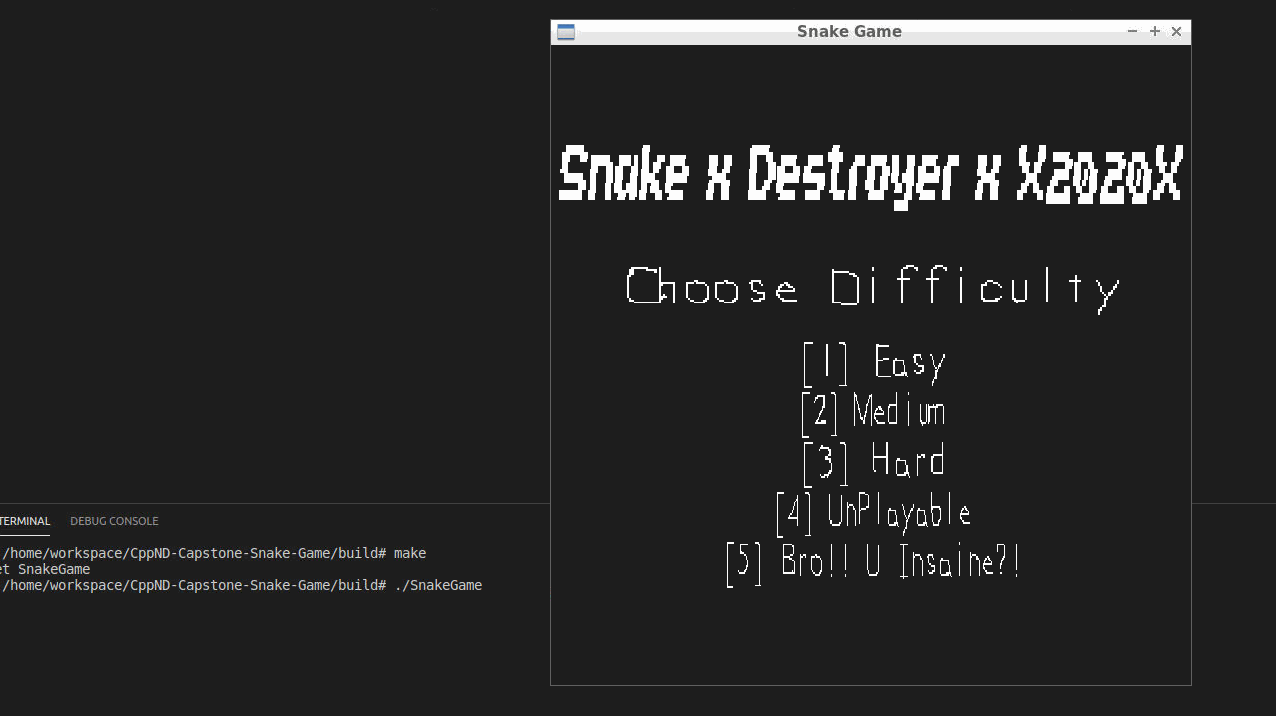 Snake Game
Snake x Destroyer x X2020X
Choose Difficulty
[1] Easy
[2] Medium
[3] Hard
[4] UnPlayable
[5] Bro!! U Insaine?!
TERMINAL DEBUG CONSOLE
/home/workspace/CppND-Capstone-Snake-Game/build# make
et SnakeGame
/home/workspace/CppND-Capstone-Snake-Game/build# ./SnakeGame